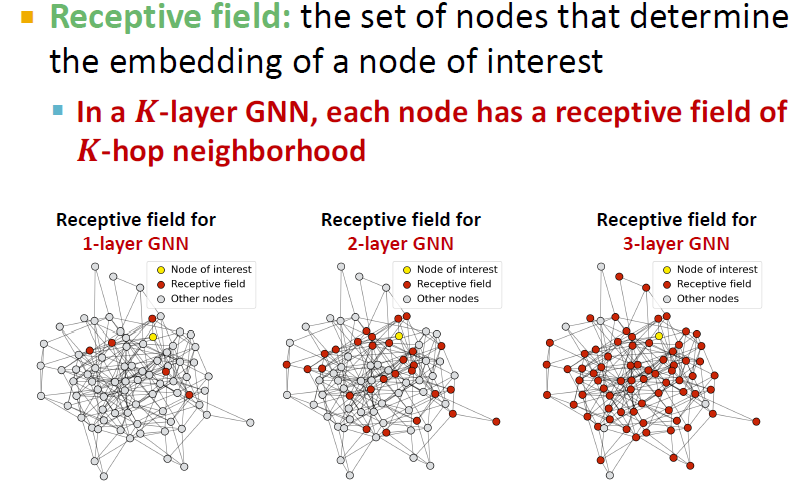 Receptive field: the set of nodes that determine
the embedding of a node of interest
In a K-layer GNN, each node has a receptive field of
K-hop neighborhood
Receptive field for
1-layer GNN
Node of interest
Receptive field
Other nodes
Receptive field for
2-layer GNN
Node of interest
Receptive field
Other nodes
Receptive field for
3-layer GNN
Node of interest
Receptive field
Other nodes